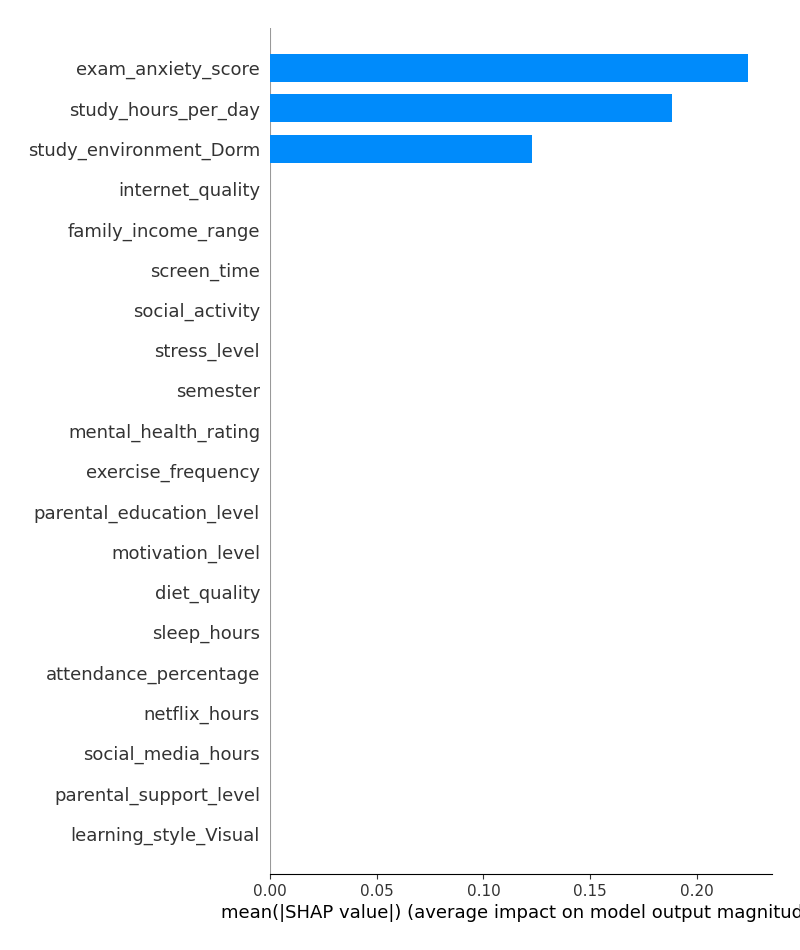 exam_anxiety_score
study_hours_per_day
study_environment_Dorm
internet_quality
family_income_range
screen_time
social_activity
stress_level
semester
mental_health_rating
exercise_frequency
parental_education_level
motivation_level
diet_quality
sleep_hours
attendance_percentage
netflix_hours
social_media_hours
parental_support_level
learning_style_Visual
0.00 0.05 0.10 0.15 0.20
mean(|SHAP value|) (average impact on model output magnitud